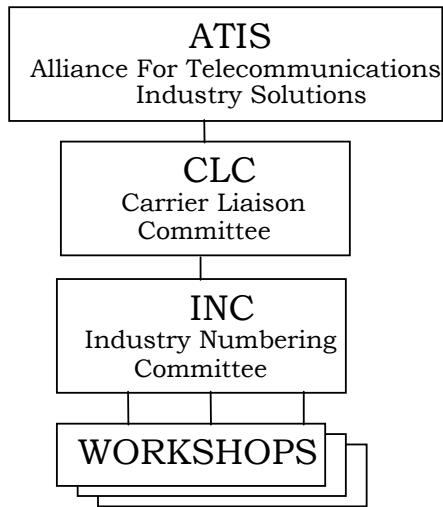 ATIS
Alliance For Telecommunications
Industry Solutions
CLC
Carrier Liaison
Committee
INC
Industry Numbering
Committee
WORKSHOPS